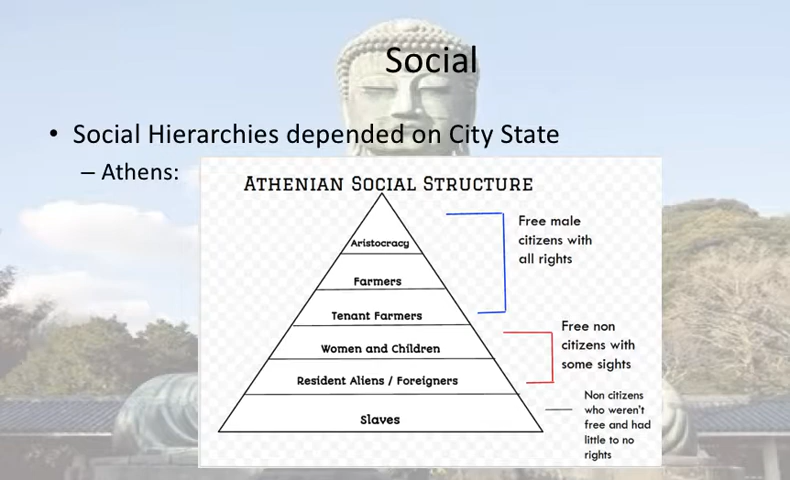 Social
• Social Hierarchies depended on City State
– Athens:
Athenian Social Structure
Aristocracy
Farmers
Tenant Farmers
Women and Children
Resident Aliens / Foreigners
Slaves
Free male
citizens with
all rights
Free non
citizens with
some sights
Non citizens
who weren't
free and had
little to no
rights